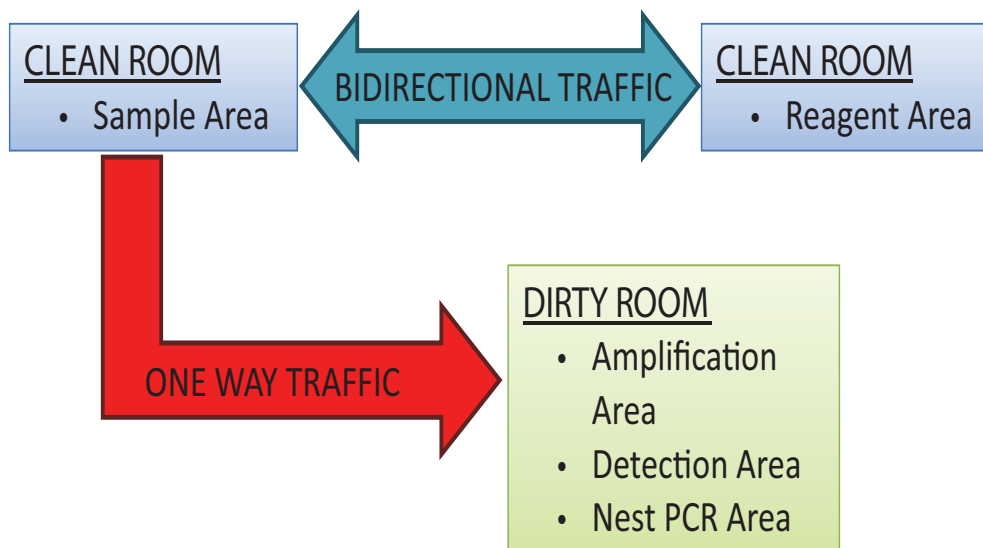 CLEAN ROOM
• Sample Area
BIDIRECTIONAL TRAFFIC
CLEAN ROOM
• Reagent Area
ONE WAY TRAFFIC
DIRTY ROOM
• Amplification
Area
• Detection Area
• Nest PCR Area